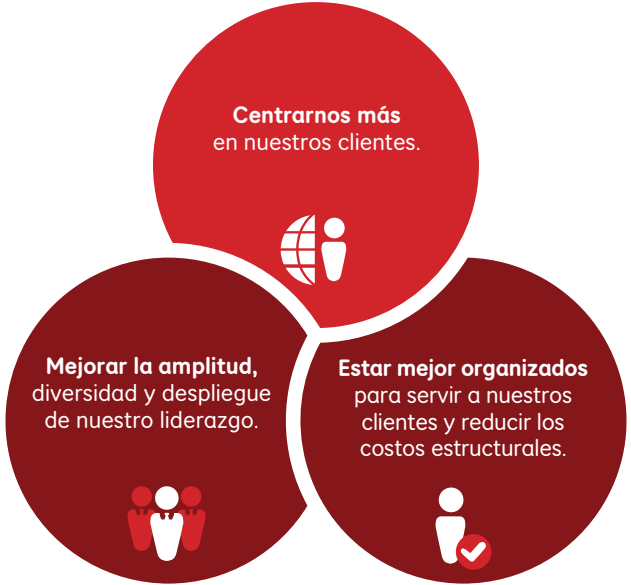 Centrarnos más
en nuestros clientes.
Mejorar la amplitud,
diversidad y despliegue
de nuestro liderazgo.
Estar mejor organizados
para servir a nuestros
clientes y reducir los
costos estructurales.